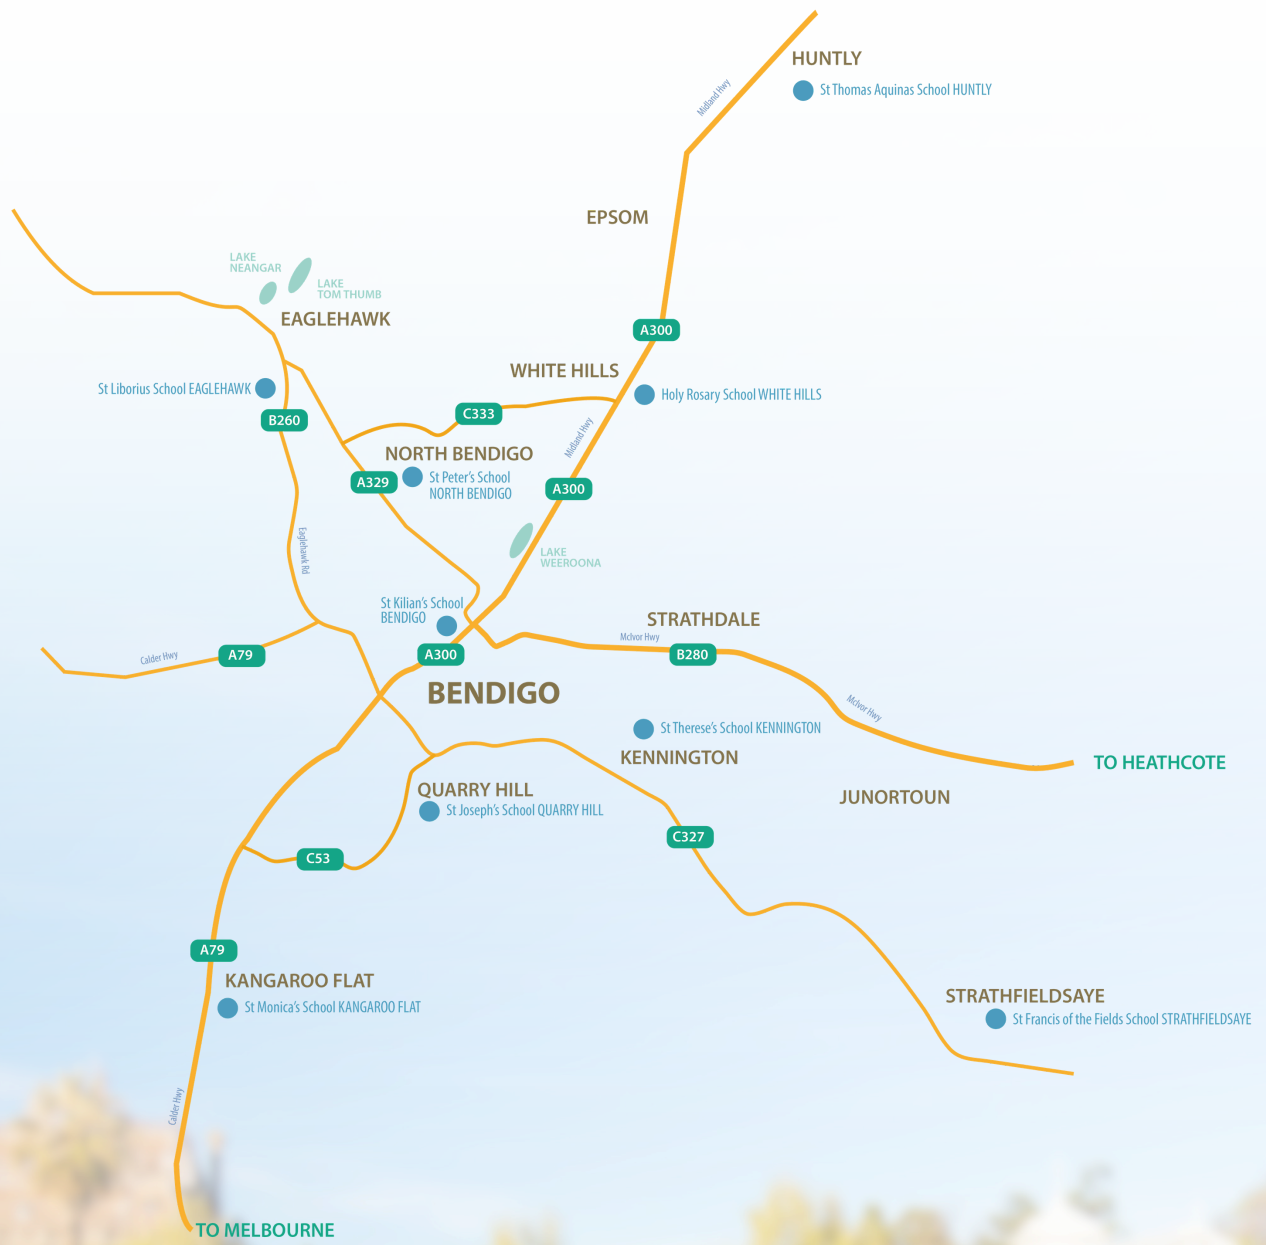 HUNTLY
St Thomas Aquinas School HUNTLY
Midland Hwy
EPSOM
LAKE
NEANGAR
LAKE
TOM THUMB
EAGLEHAWK
A300
WHITE HILLS
St Liborius School EAGLEHAWK
Holy Rosary School WHITE HILLS
B260
C333
Midland Hwy
NORTH BENDIGO
St Peter's School
NORTH BENDIGO
A329
A300
Eaglehawk Rd
LAKE
WEEROONA
St Kilian's School
BENDIGO
STRATHDALE
McIvor Hwy
Calder Hwy
A79
A300
B280
BENDIGO
McIvor Hwy
St Therese's School KENNINGTON
KENNINGTON
TO HEATHCOTE
QUARRY HILL
St Joseph's School QUARRY HILL
JUNORTOUN
C327
C53
A79
KANGAROO FLAT
St Monica's School KANGAROO FLAT
STRATHFIELDSAYE
St Francis of the Fields School STRATHFIELDSAYE
Calder Hwy
TO MELBOURNE